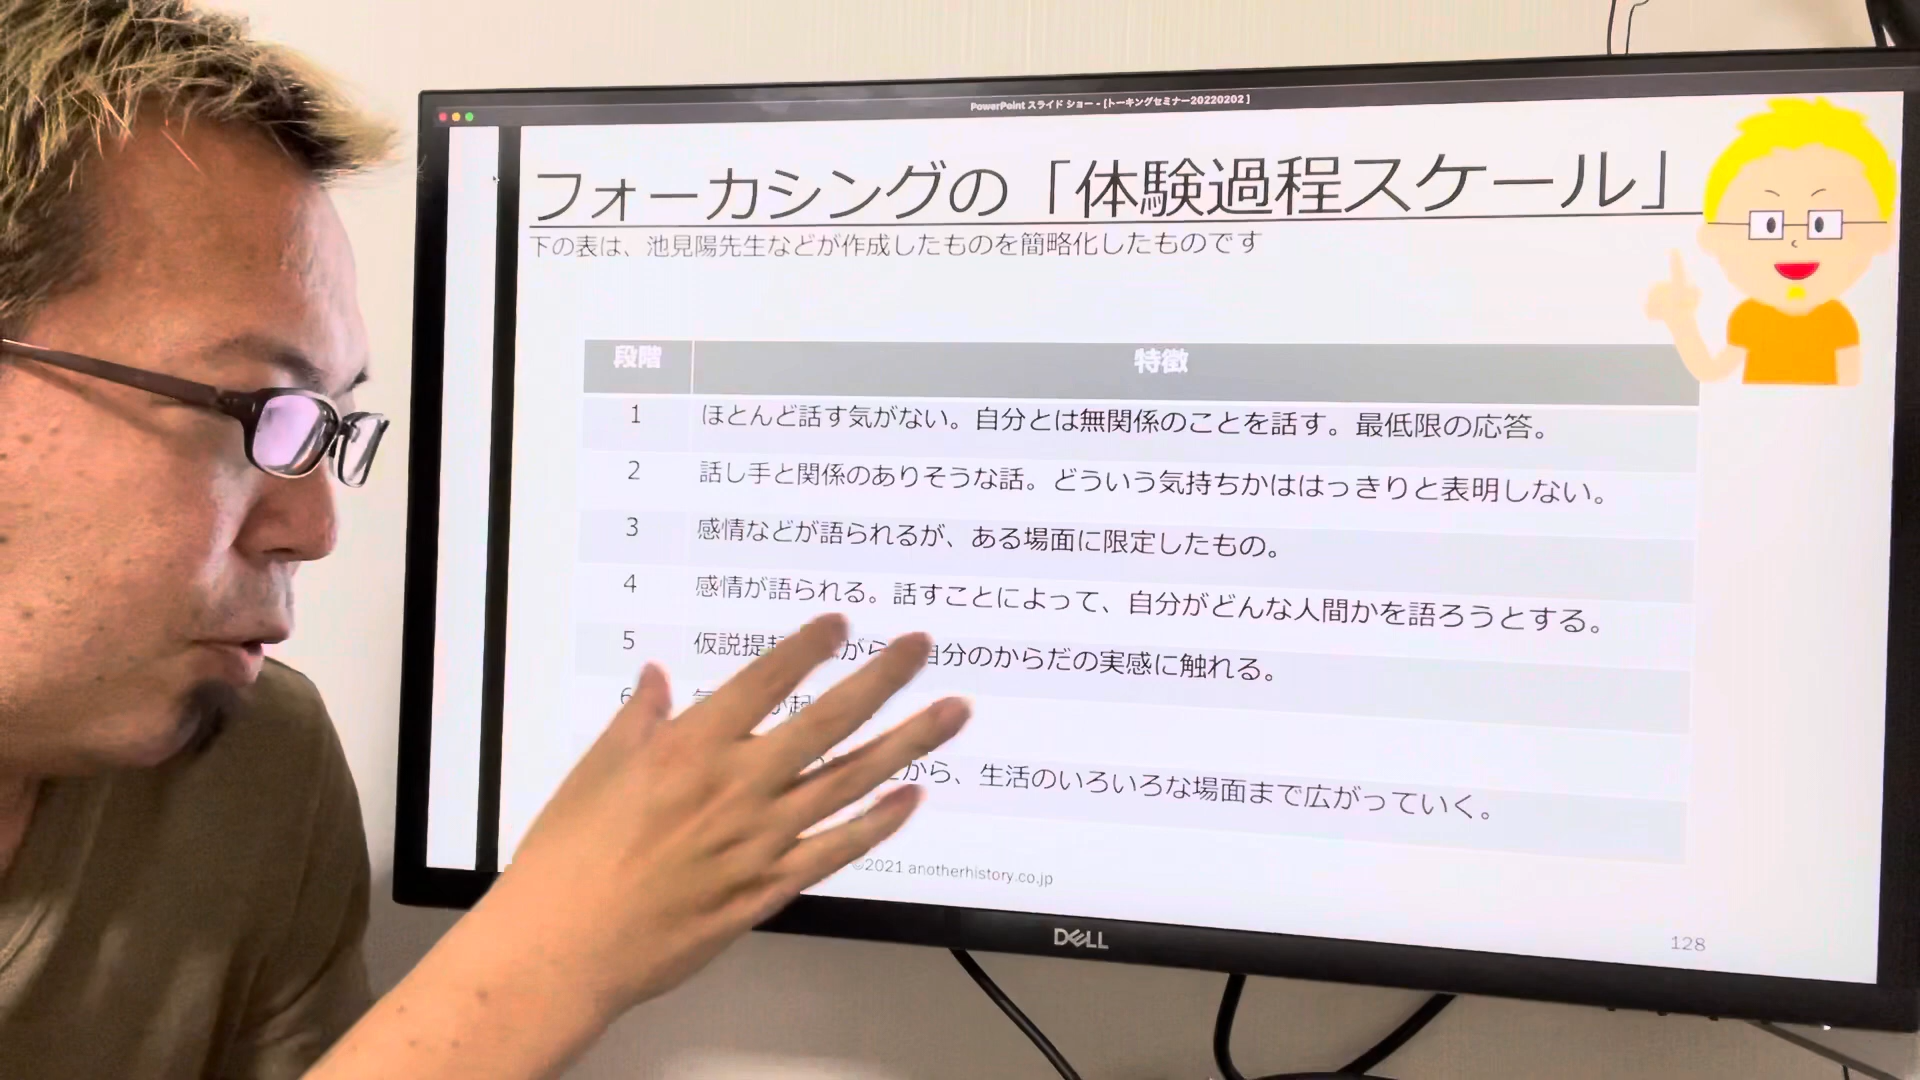 PowerPoint スライド ショー - [トーキングセミナー20220202]
フォーカシングの「体験過程スケール」
下の表は、池見陽先生などが作成したものを簡略化したものです
段階 特徴
1 ほとんど話す気がない。自分とは無関係のことを話す。最低限の応答。
2 話し手と関係のありそうな話。どういう気持ちかははっきりと表明しない。
3 感情などが語られるが、ある場面に限定したもの。
4 感情が語られる。話すことによって、自分がどんな人間かを語ろうとする。
5 仮説提 がら 自分のからだの実感に触れる。
6 が起
から、生活のいろいろな場面まで広がっていく。
©2021 anotherhistory.co.jp
128
DELL